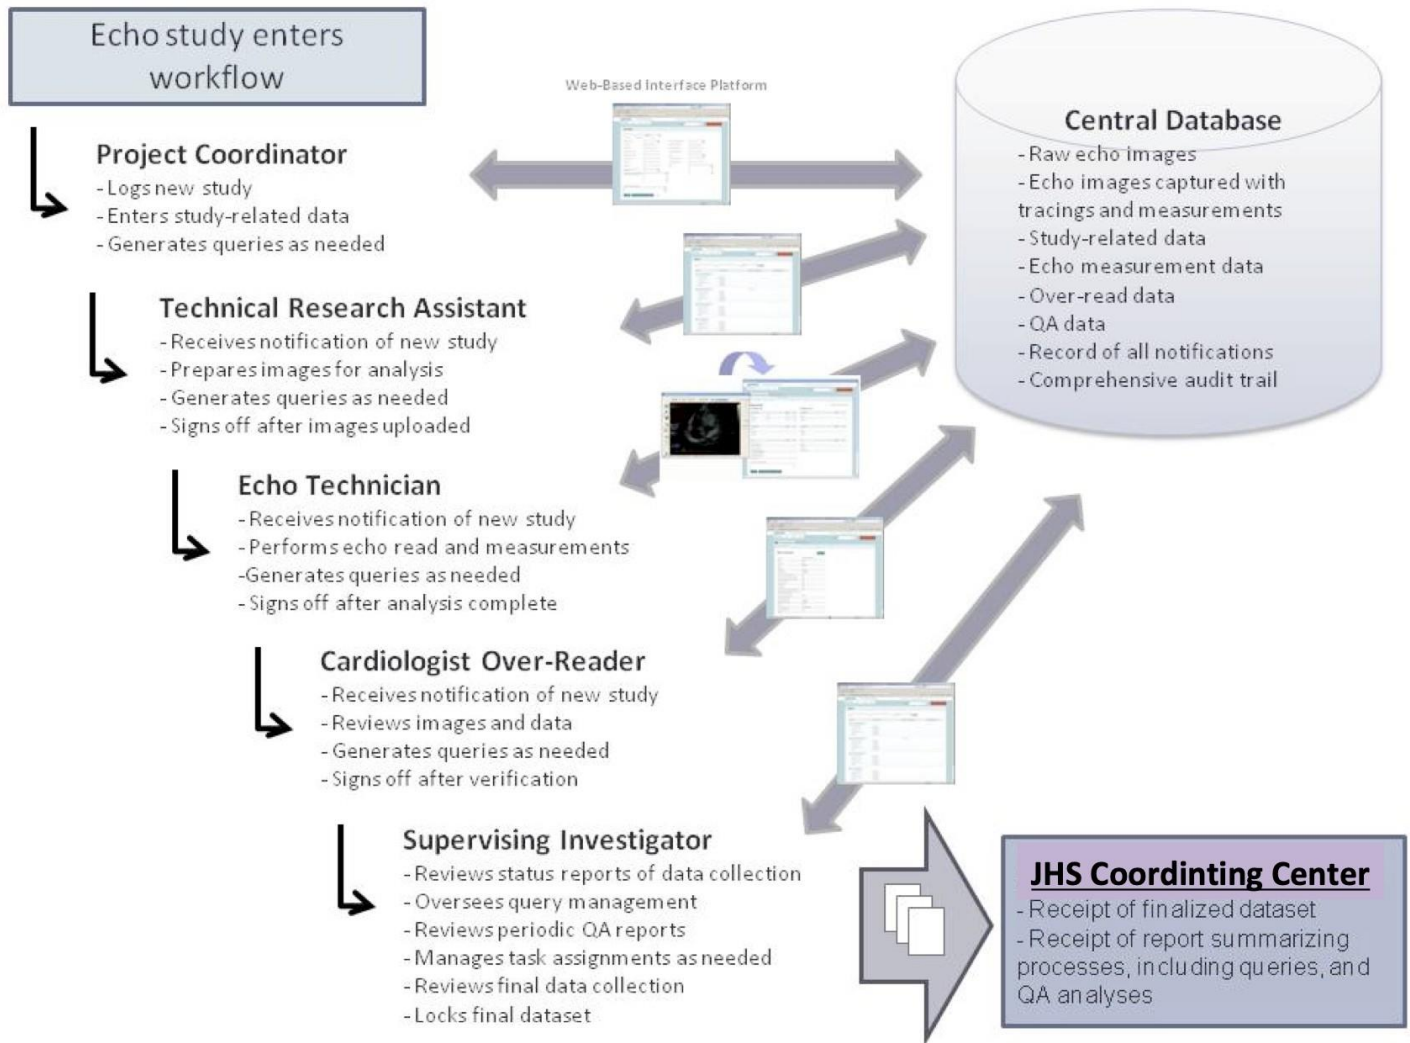 Echo study enters
workflow
Web-Based Interface Platform
Project Coordinator
- Logs new study
- Enters study-related data
- Generates queries as needed
Technical Research Assistant
- Receives notification of new study
- Prepares images for analysis
- Generates queries as needed
- Signs off after images uploaded
Echo Technician
- Receives notification of new study
- Performs echo read and measurements
-Generates queries as needed
- Signs off after analysis complete
Cardiologist Over-Reader
- Receives notification of new study
- Reviews images and data
- Generates queries as needed
- Signs off after verification
Supervising Investigator
- Reviews status reports of data collection
- Oversees query management
- Reviews periodic QA reports
- Manages task assignments as needed
- Reviews final data collection
- Locks final dataset
Central Database
- Raw echo images
- Echo images captured with
tracings and measurements
- Study-related data
- Echo measurement data
- Over-read data
- QA data
- Record of all notifications
- Comprehensive audit trail
JHS Coordinting Center
- Receipt of finalized dataset
- Receipt of report summarizing
processes, including queries, and
QA analyses